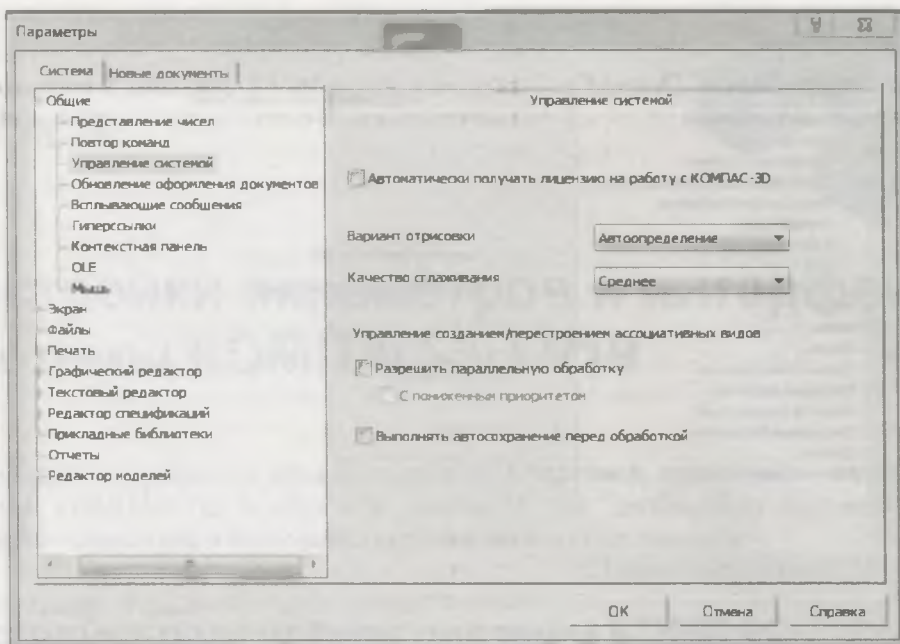 Параметры
Система
Новые документы
Общие
Представление чисел
Повтор команд
Управление системой
Обновление оформления документов
Всплывающие сообщения
Гиперссылки
Контекстная панель
OLE
Мышь
Экран
Файлы
Печать
Графический редактор
Текстовый редактор
Редактор спецификаций
Прикладные библиотеки
Отчеты
Редактор моделей
Управление системой
Автоматически получать лицензию на работу с КОМПАС-3D
Вариант отрисовки
Автоопределение
Качество сглаживания
Среднее
Управление созданием/перестроением ассоциативных видов
Разрешить параллельную обработку
С пониженным приоритетом
Выполнять автосохранение перед обработкой
OK
Отмена
Справка